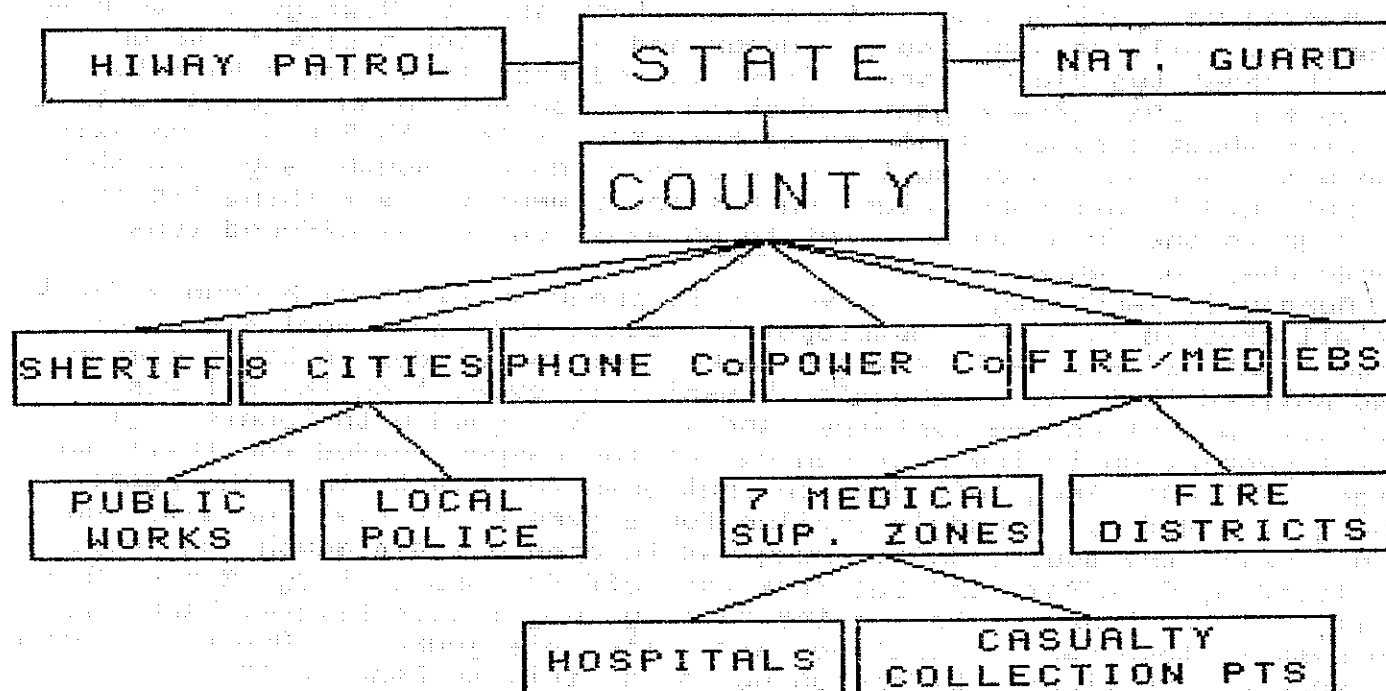 HIWAY PATROL
STATE
NAT. GUARD
COUNTY
SHERIFF
9 CITIES
PHONE Co
POWER Co
FIRE/MED
EBS
PUBLIC
WORKS
LOCAL
POLICE
7 MEDICAL
SUP. ZONES
FIRE
DISTRICTS
HOSPITALS
CASUALTY
COLLECTION PTS